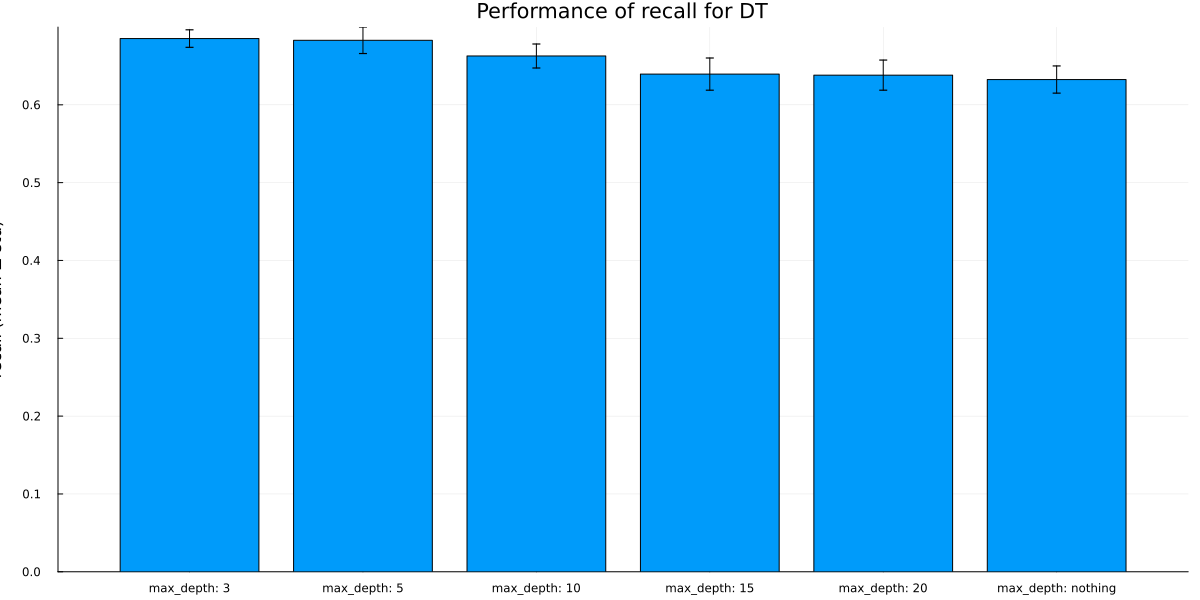 Performance of recall for DT
0.6
0.5
0.4
0.3
0.2
0.1
0.0
max_depth: 3
max_depth: 5
max_depth: 10
max_depth: 15
max_depth: 20
max_depth: nothing